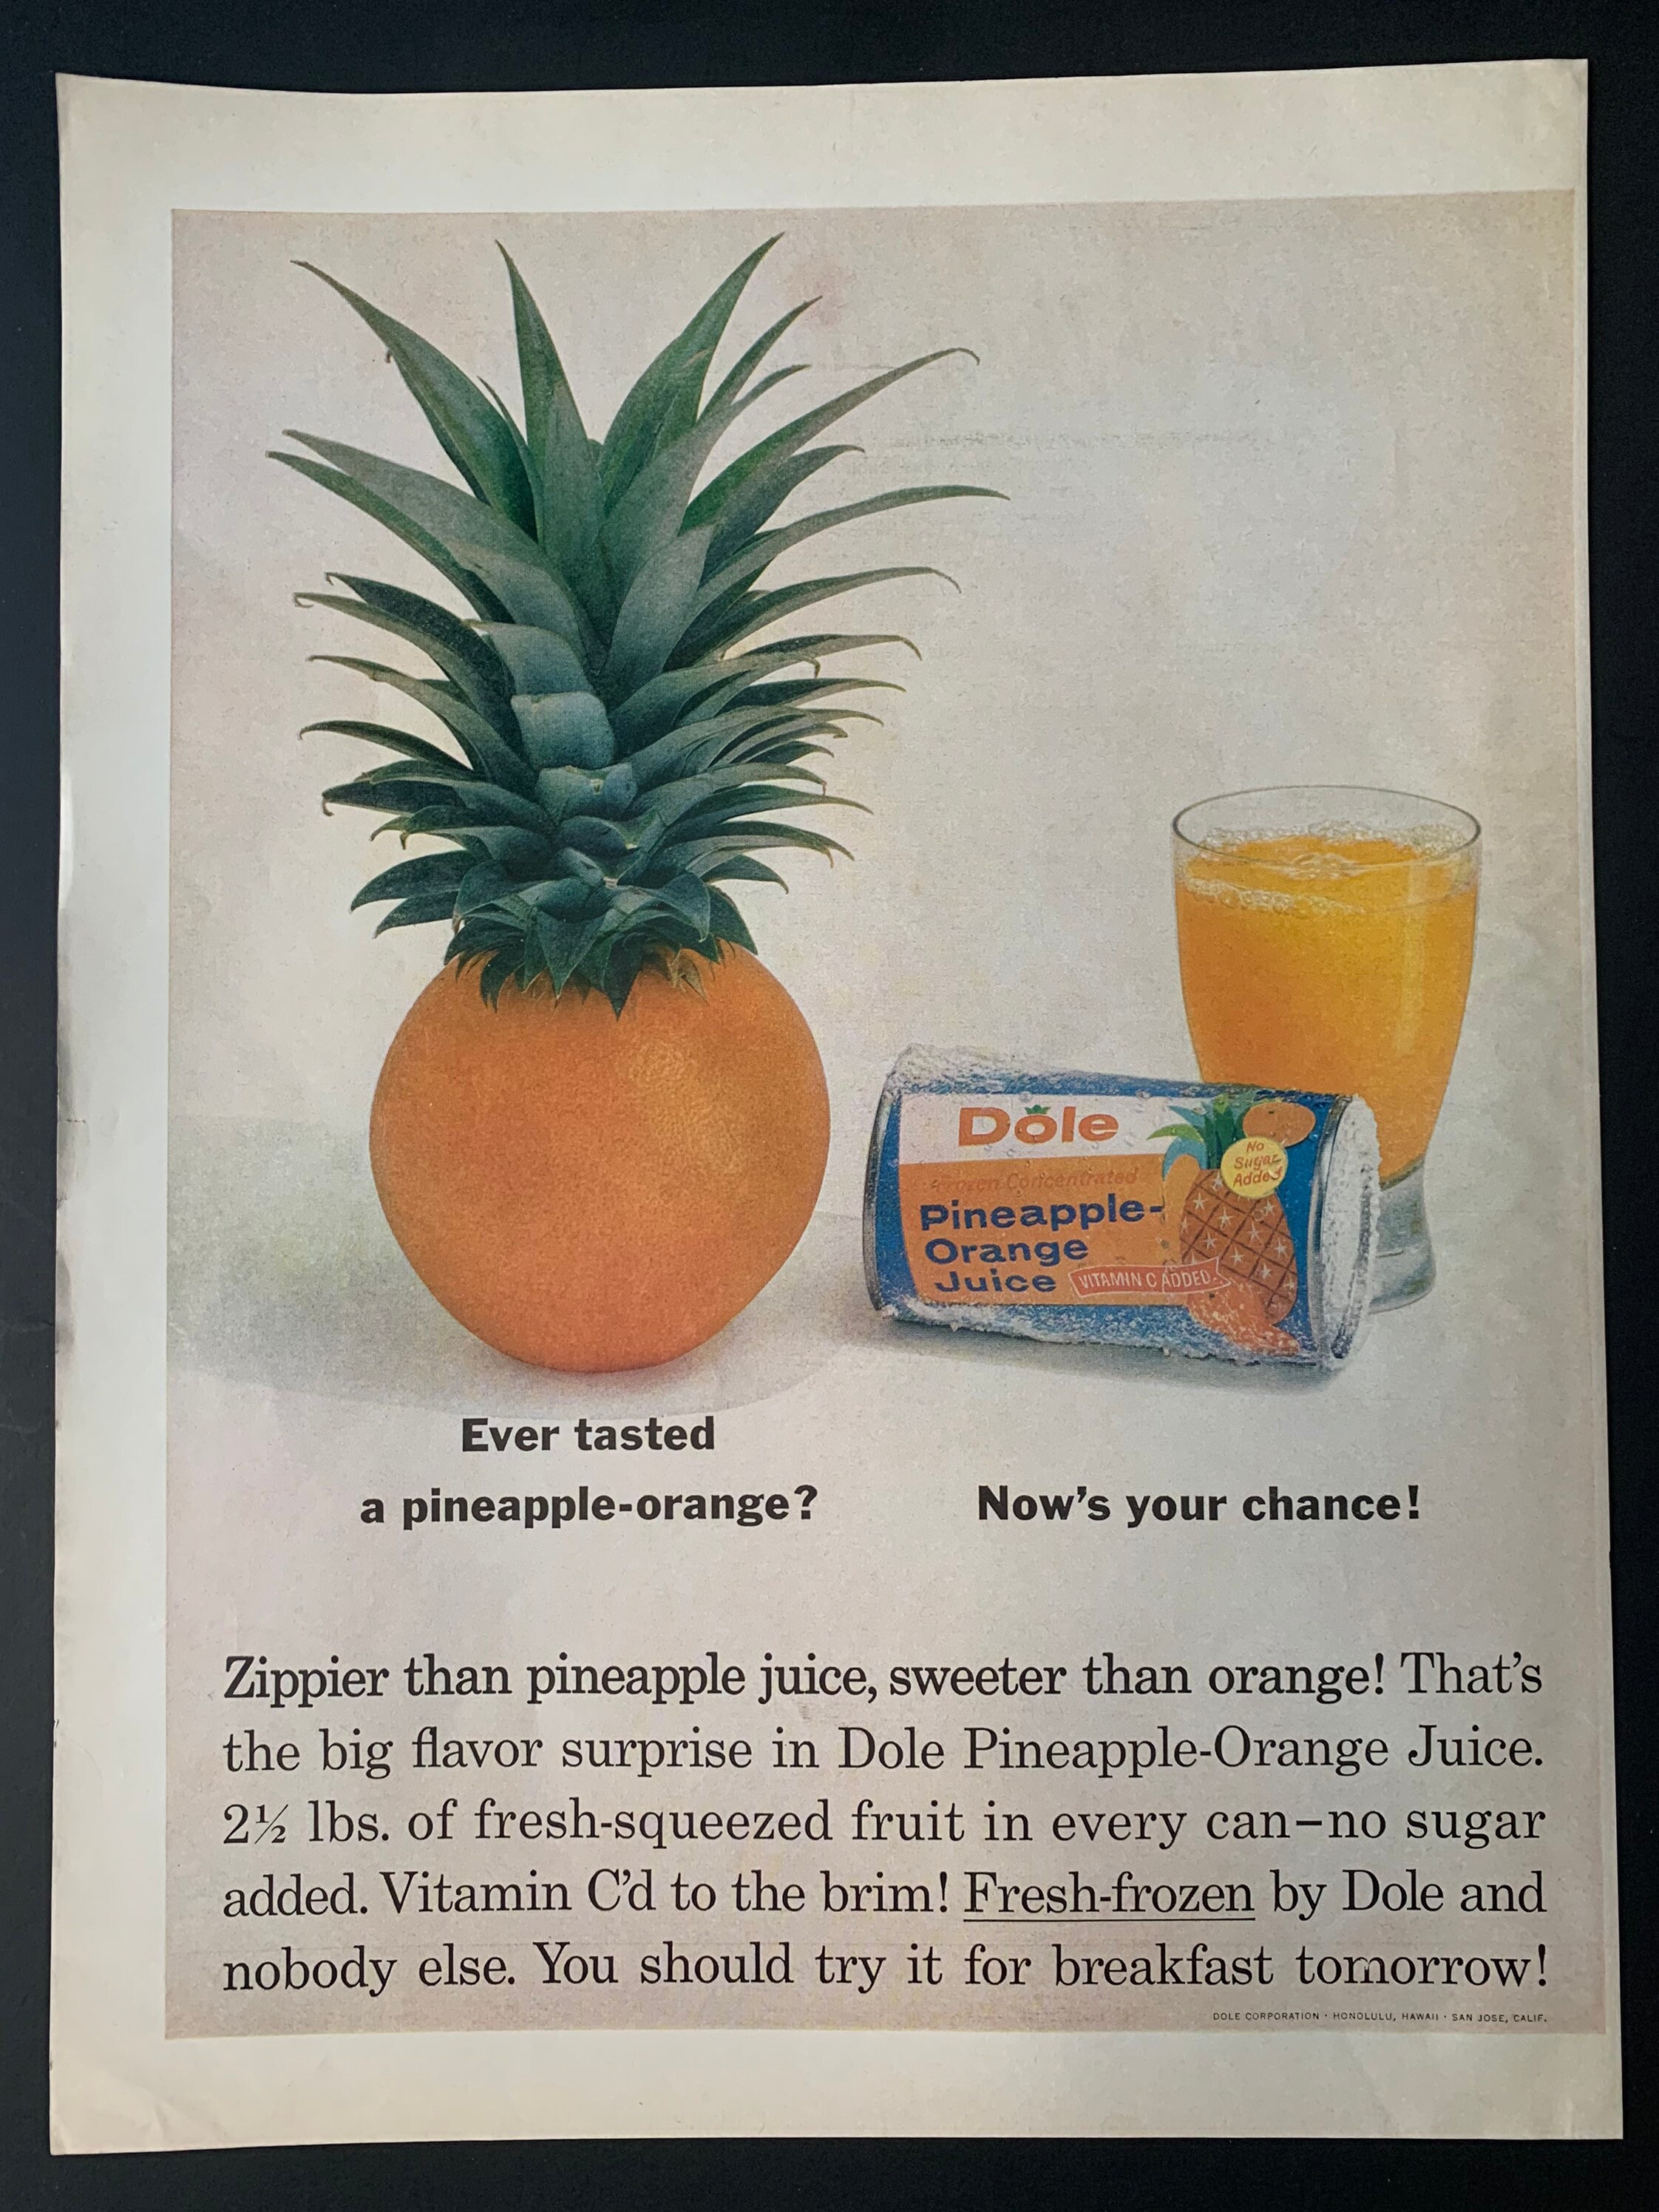 Dole
Frozen Concentrated
Pineapple-
Orange
Juice
VITAMIN C ADDED
No
Sugar
Added
Ever tasted
a pineapple-orange?
Now's your chance!
Zippier than pineapple juice, sweeter than orange! That's
the big flavor surprise in Dole Pineapple-Orange Juice.
2½ lbs. of fresh-squeezed fruit in every can–no sugar
added. Vitamin C'd to the brim! Fresh-frozen by Dole and
nobody else. You should try it for breakfast tomorrow!
DOLE CORPORATION · HONOLULU, HAWAII · SAN JOSE, CALIF.